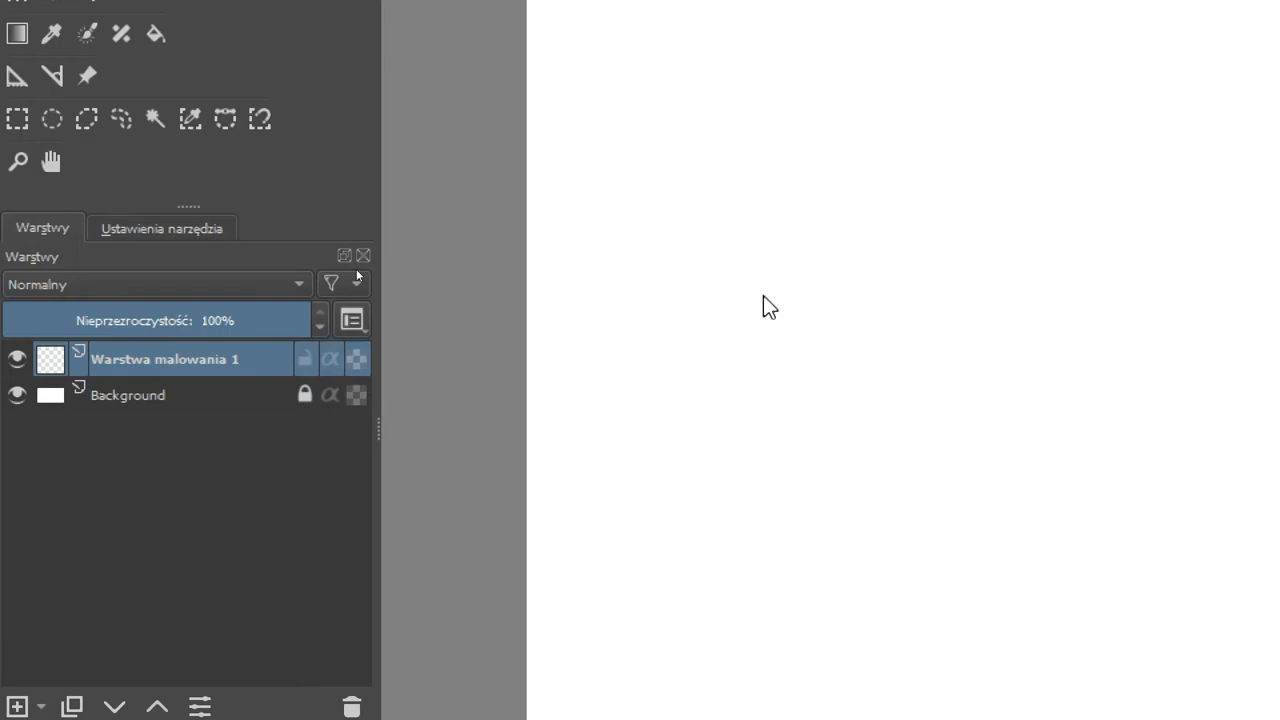 Warstwy
Ustawienia narzędzia
Warstwy
Normalny
Nieprzezroczystość: 100%
Warstwa malowania 1
Background